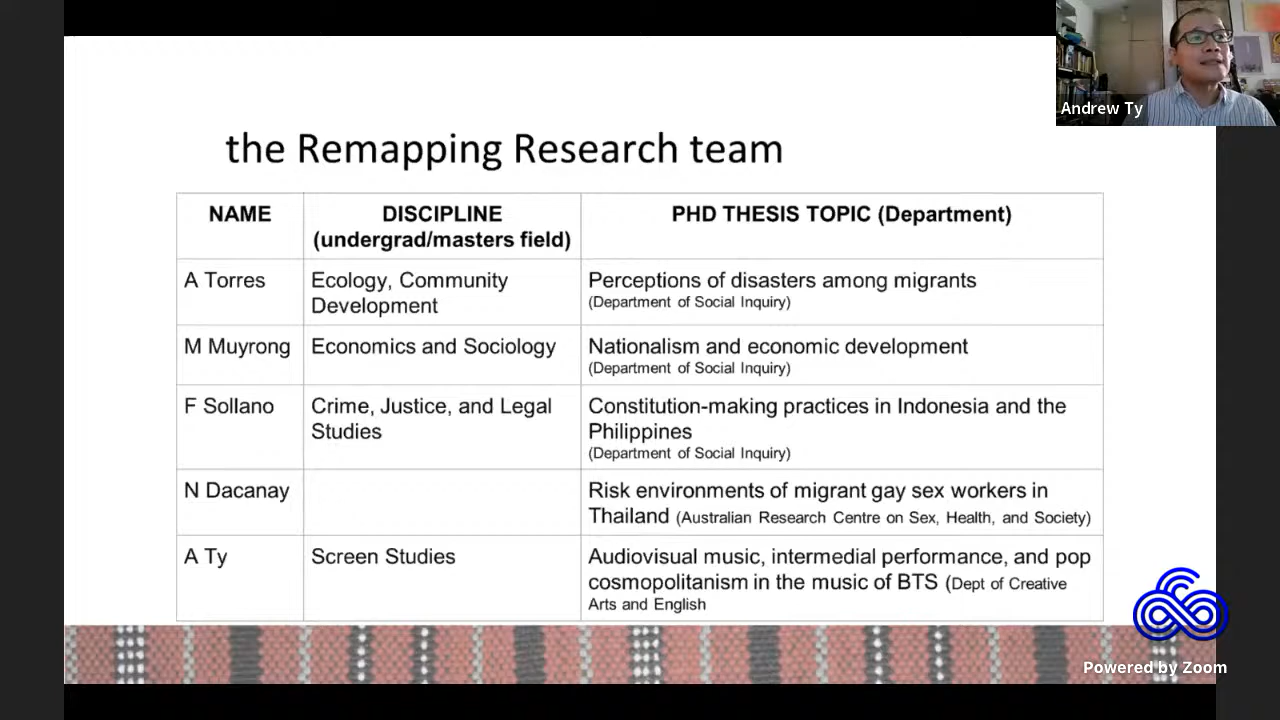 Andrew Ty
the Remapping Research team
NAME
DISCIPLINE
(undergrad/masters field)
PHD THESIS TOPIC (Department)
A Torres
Ecology, Community
Development
Perceptions of disasters among migrants
(Department of Social Inquiry)
M Muyrong
Economics and Sociology
Nationalism and economic development
(Department of Social Inquiry)
F Sollano
Crime, Justice, and Legal
Studies
Constitution-making practices in Indonesia and the
Philippines
(Department of Social Inquiry)
N Dacanay
Risk environments of migrant gay sex workers in
Thailand (Australian Research Centre on Sex, Health, and Society)
A Ty
Screen Studies
Audiovisual music, intermedial performance, and pop
cosmopolitanism in the music of BTS (Dept of Creative
Arts and English
Powered by Zoom